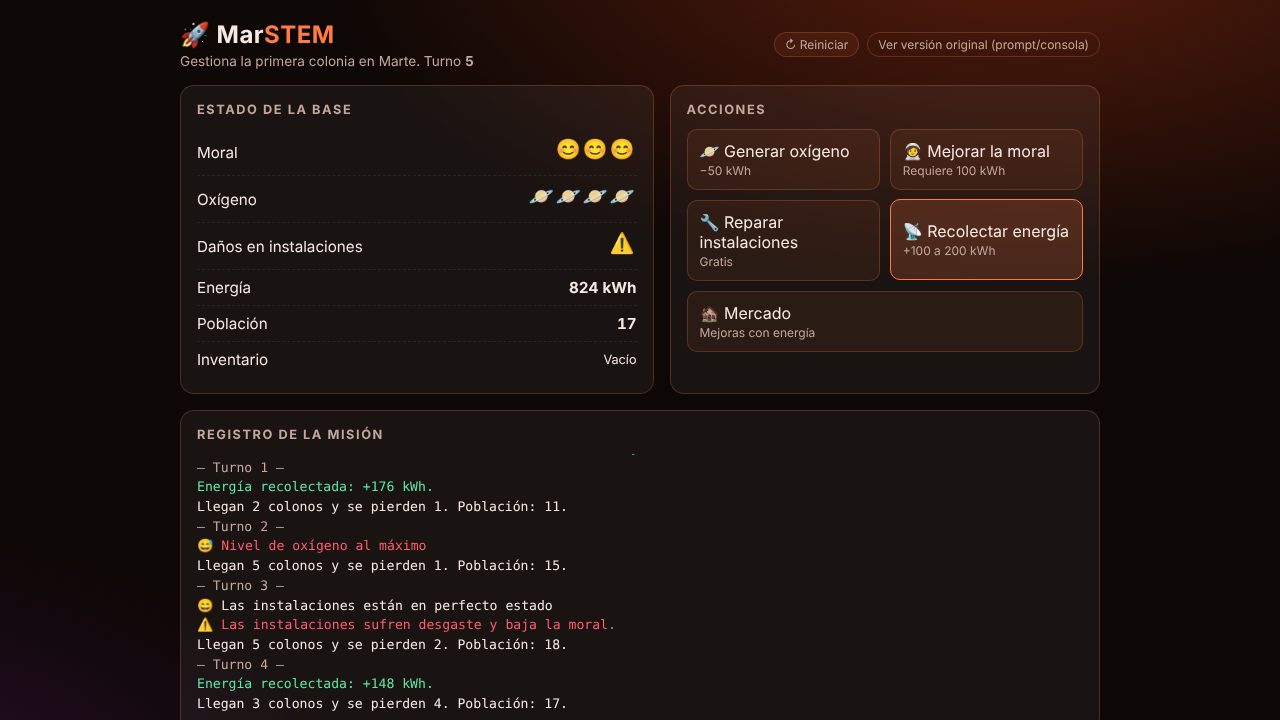 🚀 MarSTEM
Gestiona la primera colonia en Marte. Turno 5
↻ Reiniciar
Ver versión original (prompt/consola)
ESTADO DE LA BASE
Moral 😊😊😊
Oxígeno 🪐🪐🪐🪐
Daños en instalaciones ⚠️
Energía 824 kWh
Población 17
Inventario Vacío
ACCIONES
🪐 Generar oxígeno
−50 kWh
🧑‍🚀 Mejorar la moral
Requiere 100 kWh
🔧 Reparar
instalaciones
Gratis
📡 Recolectar energía
+100 a 200 kWh
🏚️ Mercado
Mejoras con energía
REGISTRO DE LA MISIÓN
— Turno 1 —
Energía recolectada: +176 kWh.
Llegan 2 colonos y se pierden 1. Población: 11.
— Turno 2 —
😅 Nivel de oxígeno al máximo
Llegan 5 colonos y se pierden 1. Población: 15.
— Turno 3 —
😄 Las instalaciones están en perfecto estado
⚠️ Las instalaciones sufren desgaste y baja la moral.
Llegan 5 colonos y se pierden 2. Población: 18.
— Turno 4 —
Energía recolectada: +148 kWh.
Llegan 3 colonos y se pierden 4. Población: 17.